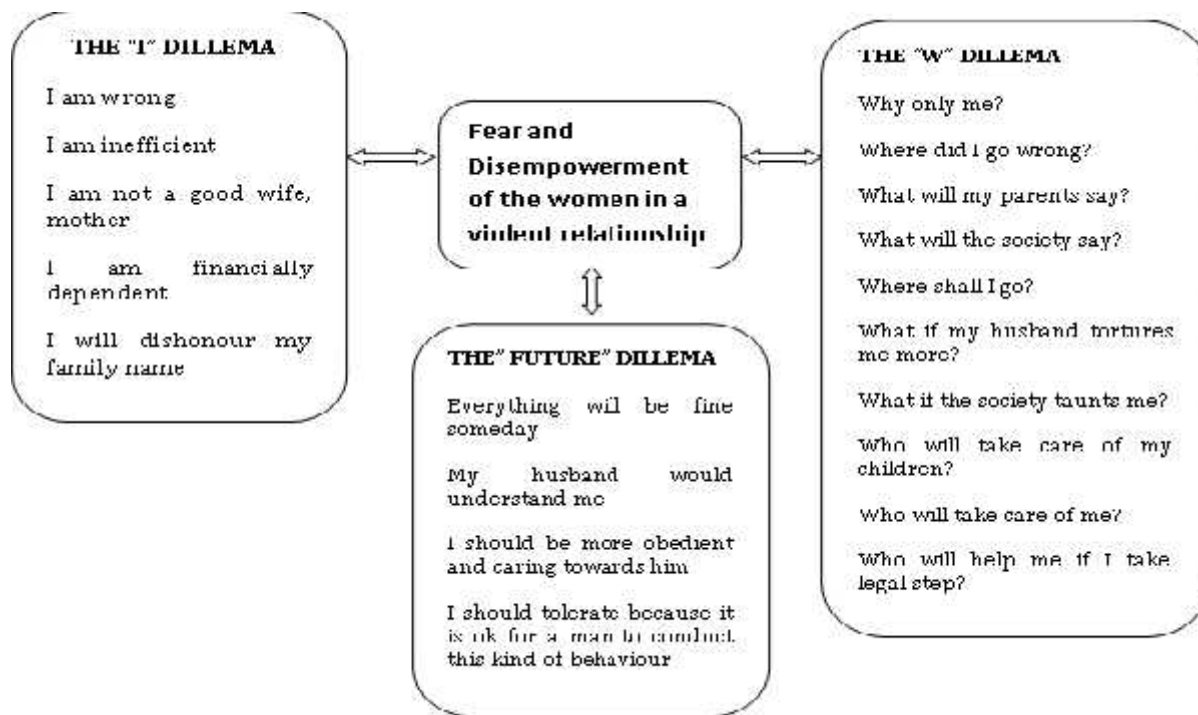 THE "I" DILLEMA
I am wrong
I am inefficient
I am not a good wife,
mother
I am financially
dependent
I will dishonour my
family name
Fear and
Disempowerment
of the women in a
violent relationship
THE "W" DILLEMA
Why only me?
Where did I go wrong?
What will my parents say?
What will the society say?
Where shall I go?
What if my husband tortures
me more?
What if the society taunts me?
Who will take care of my
children?
Who will take care of me?
Who will help me if I take
legal step?
THE" FUTURE" DILLEMA
Everything will be fine
someday
My husband would
understand me
I should be more obedient
and caring towards him
I should tolerate because it
is ok for a man to conduct
this kind of behaviour